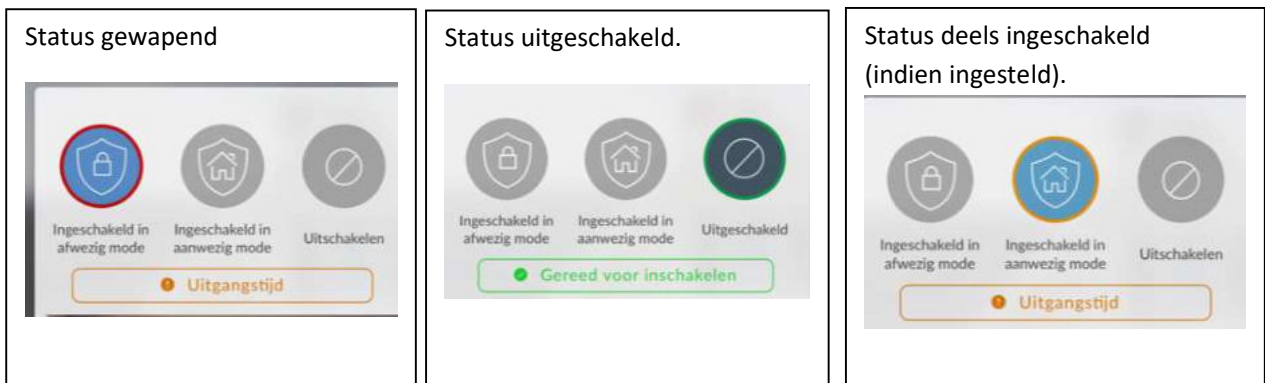 Status gewapend
Ingeschakeld in
afwezig mode
Ingeschakeld in
aanwezig mode
Uitschakelen
Uitgangstijd
Status uitgeschakeld.
Ingeschakeld in
afwezig mode
Ingeschakeld in
aanwezig mode
Uitgeschakeld
Gereed voor inschakelen
Status deels ingeschakeld
(indien ingesteld).
Ingeschakeld in
afwezig mode
Ingeschakeld in
aanwezig mode
Uitschakelen
Uitgangstijd